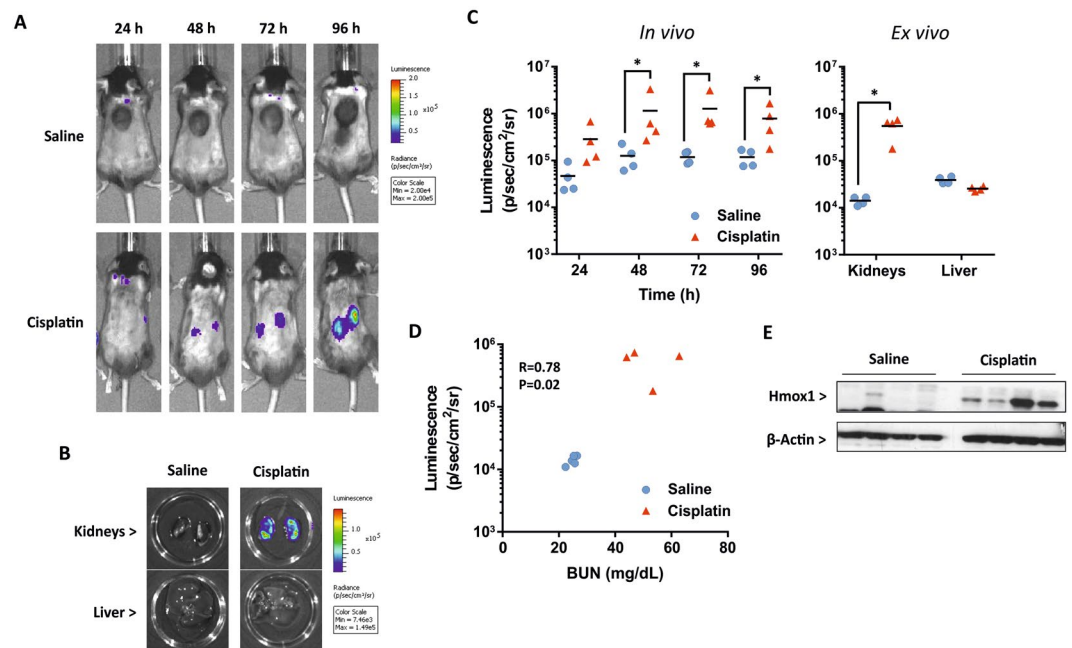 A
24 h 48 h 72 h 96 h
Saline
Cisplatin
Luminescence
2.0
1.5
1.0
0.5
x10⁵
Radiance
(p/sec/cm²/sr)
Color Scale
Min = 2.00e4
Max = 2.00e5
B
Saline Cisplatin
Kidneys >
Liver >
Luminescence
1.0
0.5
x10⁵
Radiance
(p/sec/cm²/sr)
Color Scale
Min = 7.46e3
Max = 1.49e5
C
In vivo
Luminescence
(p/sec/cm²/sr)
10⁷
10⁶
10⁵
10⁴
10³
* * *
Saline
Cisplatin
24 48 72 96
Time (h)
Ex vivo
10⁷
10⁶
10⁵
10⁴
10³
*
Kidneys Liver
D
Luminescence
(p/sec/cm²/sr)
10⁶
10⁵
10⁴
10³
R=0.78
P=0.02
Saline
Cisplatin
0 20 40 60 80
BUN (mg/dL)
E
Saline Cisplatin
Hmox1 >
β-Actin >